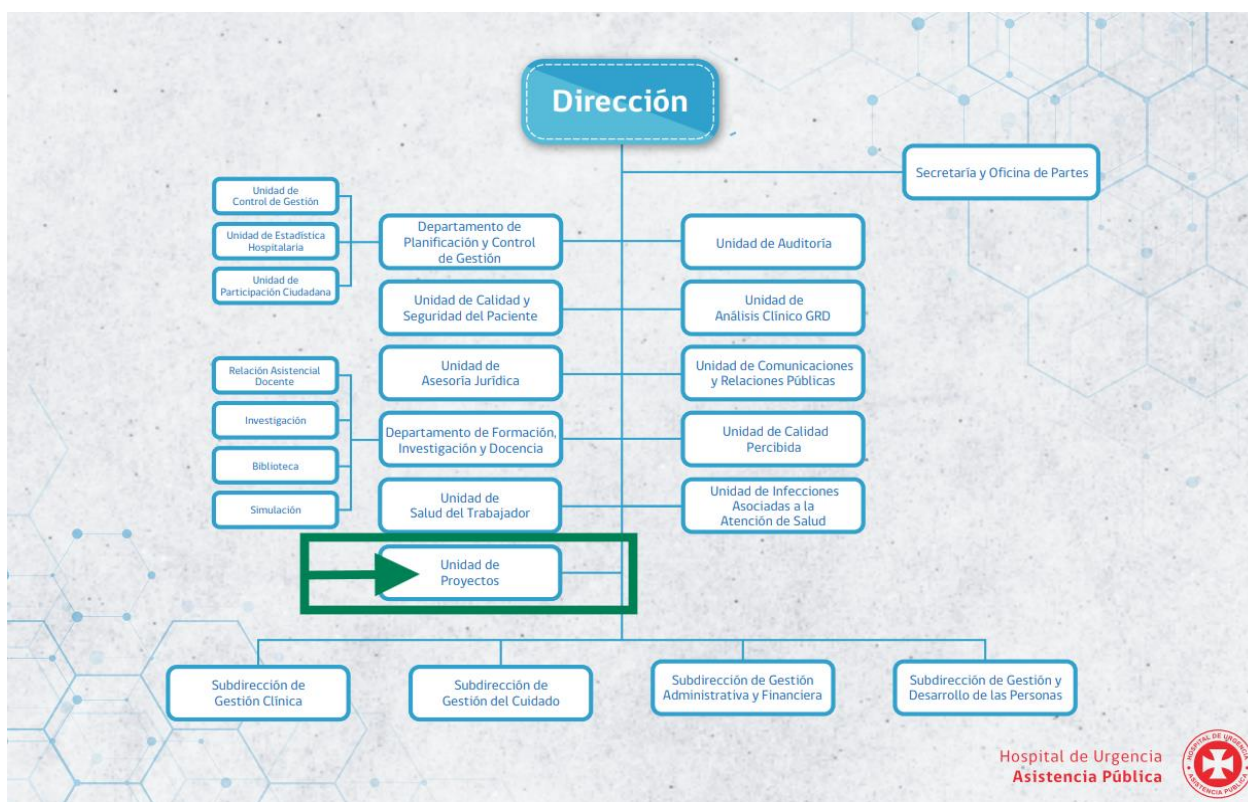 Dirección
Secretaría y Oficina de Partes
Unidad de
Control de Gestión
Unidad de Estadística
Hospitalaria
Unidad de
Participación Ciudadana
Departamento de
Planificación y Control
de Gestión
Unidad de Auditoría
Unidad de Calidad y
Seguridad del Paciente
Unidad de
Análisis Clínico GRD
Relación Asistencial
Docente
Investigación
Biblioteca
Simulación
Unidad de
Asesoría Jurídica
Unidad de Comunicaciones
y Relaciones Públicas
Departamento de Formación,
Investigación y Docencia
Unidad de Calidad
Percibida
Unidad de
Salud del Trabajador
Unidad de Infecciones
Asociadas a la
Atención de Salud
Unidad de
Proyectos
Subdirección de
Gestión Clínica
Subdirección de
Gestión del Cuidado
Subdirección de Gestión
Administrativa y Financiera
Subdirección de Gestión y
Desarrollo de las Personas
Hospital de Urgencia
Asistencia Pública
HOSPITAL DE URGENCIA
ASISTENCIA PÚBLICA